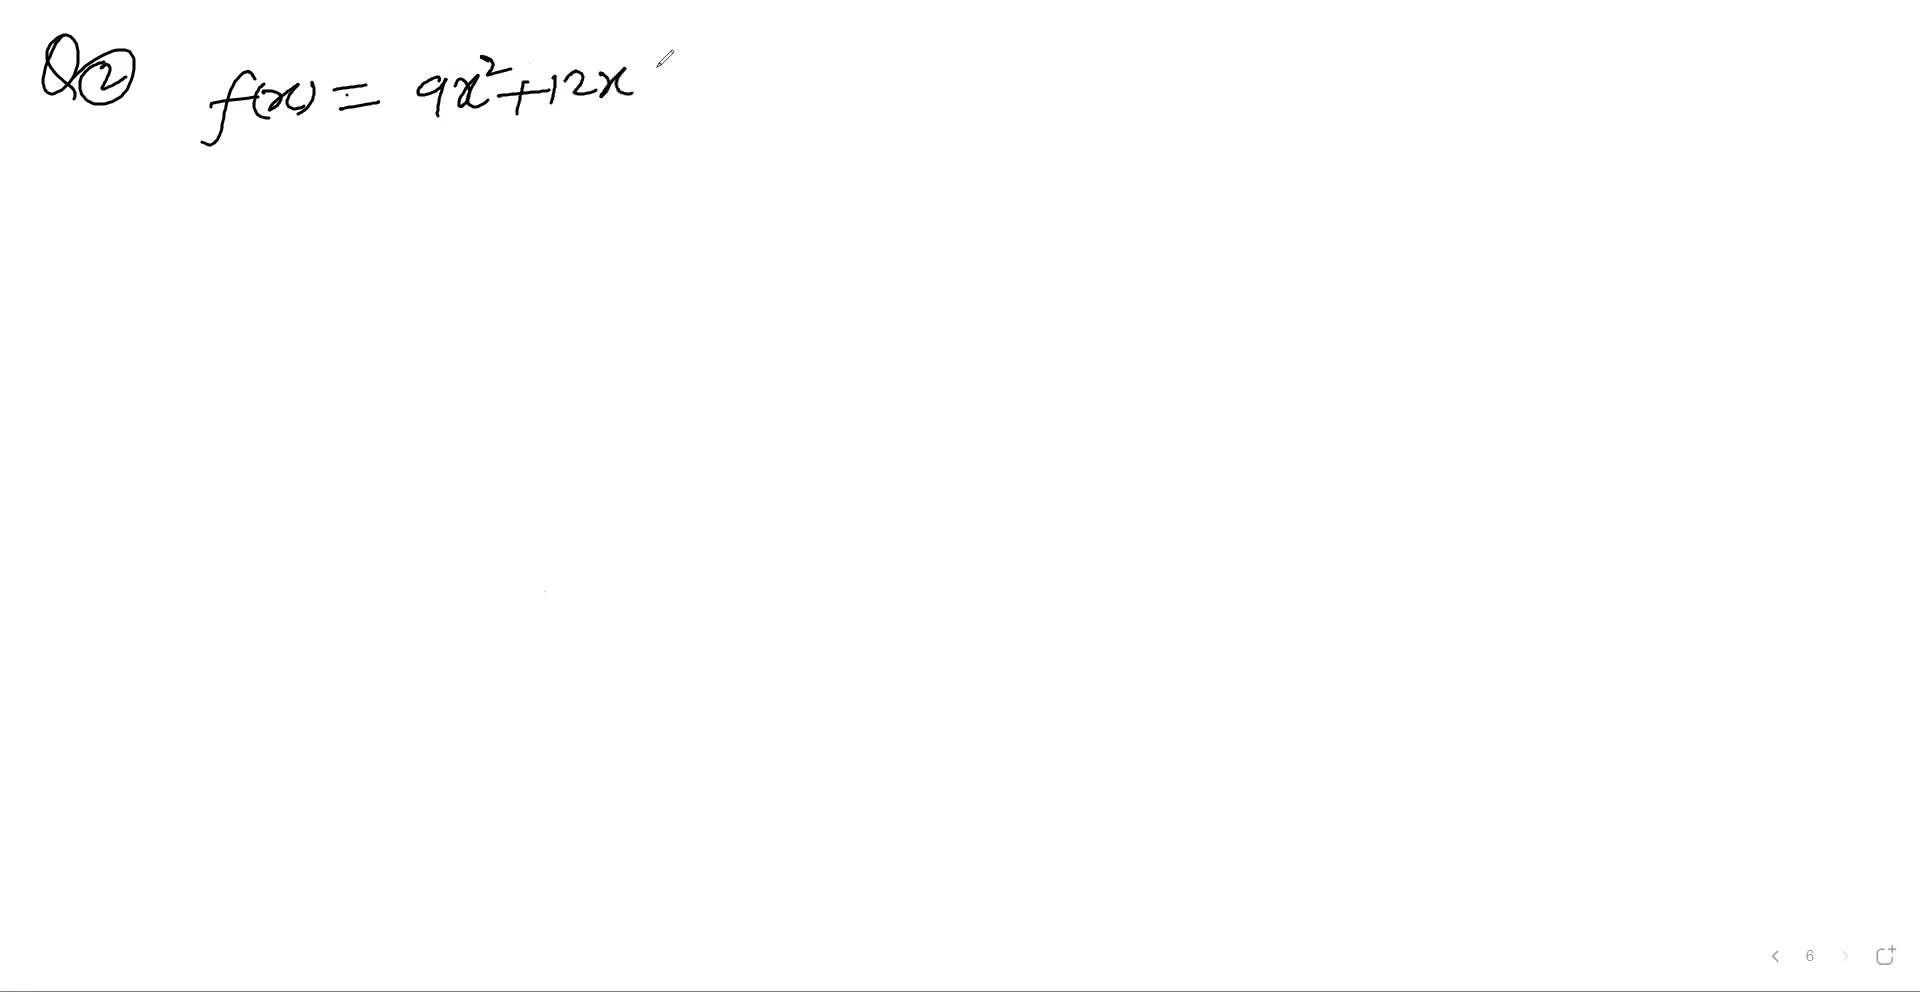 Q② f(x) = 9x²+12x
6